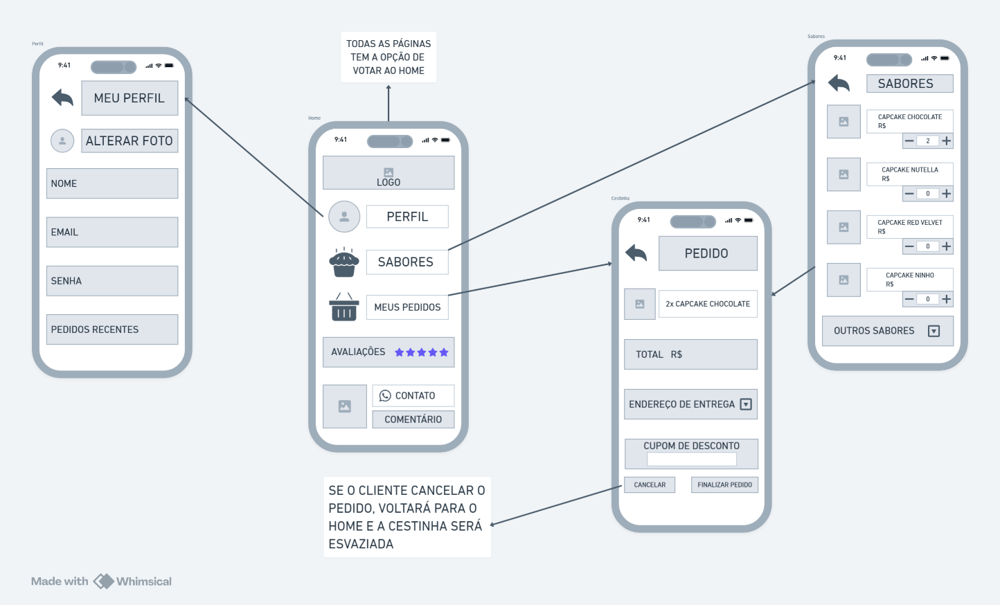 Perfil
9:41
MEU PERFIL
ALTERAR FOTO
NOME
EMAIL
SENHA
PEDIDOS RECENTES
TODAS AS PÁGINAS
TEM A OPÇÃO DE
VOTAR AO HOME
Home
9:41
LOGO
PERFIL
SABORES
MEUS PEDIDOS
AVALIAÇÕES
CONTATO
COMENTÁRIO
SE O CLIENTE CANCELAR O
PEDIDO, VOLTARÁ PARA O
HOME E A CESTINHA SERÁ
ESVAZIADA
Cestinha
9:41
PEDIDO
2x CAPCAKE CHOCOLATE
TOTAL R$
ENDEREÇO DE ENTREGA
CUPOM DE DESCONTO
CANCELAR FINALIZAR PEDIDO
Sabores
9:41
SABORES
CAPCAKE CHOCOLATE
R$
2
CAPCAKE NUTELLA
R$
0
CAPCAKE RED VELVET
R$
0
CAPCAKE NINHO
R$
0
OUTROS SABORES
Made with Whimsical